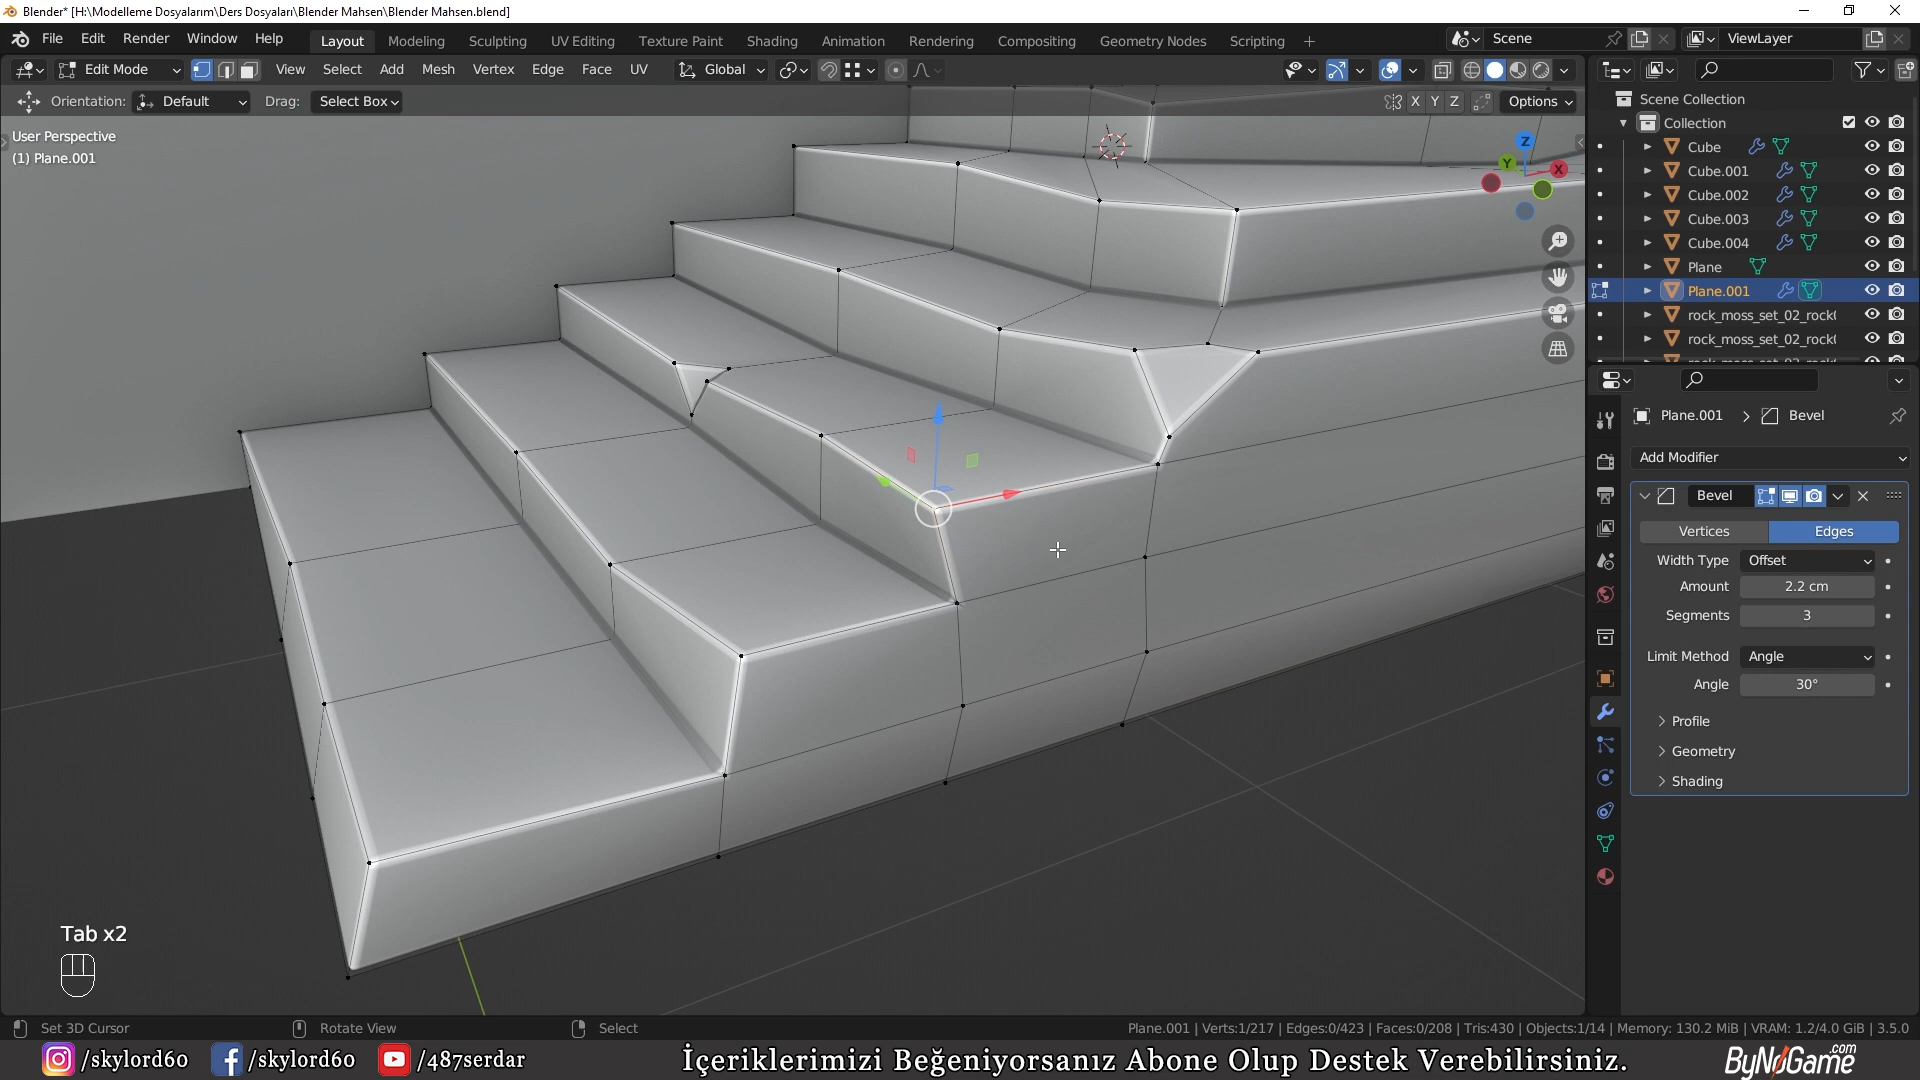 Blender* [H:\Modelleme Dosyalarım\Ders Dosyaları\Blender Mahsen\Blender Mahsen.blend]
File Edit Render Window Help
Layout Modeling Sculpting UV Editing Texture Paint Shading Animation Rendering Compositing Geometry Nodes Scripting +
Scene ViewLayer
Edit Mode View Select Add Mesh Vertex Edge Face UV Global
Orientation: Default Drag: Select Box X Y Z Options
User Perspective
(1) Plane.001
Z
Y X
Scene Collection
Collection
Cube
Cube.001
Cube.002
Cube.003
Cube.004
Plane
Plane.001
rock_moss_set_02_rock(
rock_moss_set_02_rock(
Plane.001 > Bevel
Add Modifier
Bevel
Vertices Edges
Width Type Offset
Amount 2.2 cm
Segments 3
Limit Method Angle
Angle 30°
Profile
Geometry
Shading
Tab x2
Set 3D Cursor Rotate View Select
Plane.001 | Verts:1/217 | Edges:0/423 | Faces:0/208 | Tris:430 | Objects:1/14 | Memory: 130.2 MiB | VRAM: 1.2/4.0 GiB | 3.5.0
/skylord60 /skylord60 /487serdar
İçeriklerimizi Beğeniyorsanız Abone Olup Destek Verebilirsiniz.
ByNoGame.com